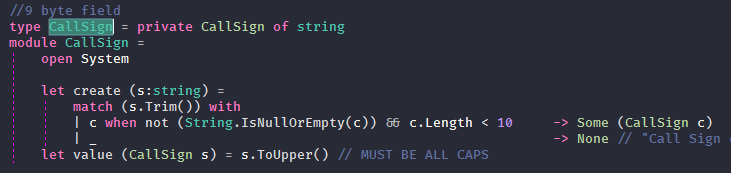 //9 byte field
type CallSign = private CallSign of string
module CallSign =
    open System
    let create (s:string) =
        match (s.Trim()) with
        | c when not (String.IsNullOrEmpty(c)) && c.Length < 10     -> Some (CallSign c)
        | _                                                         -> None // "Call Sign
    let value (CallSign s) = s.ToUpper() // MUST BE ALL CAPS